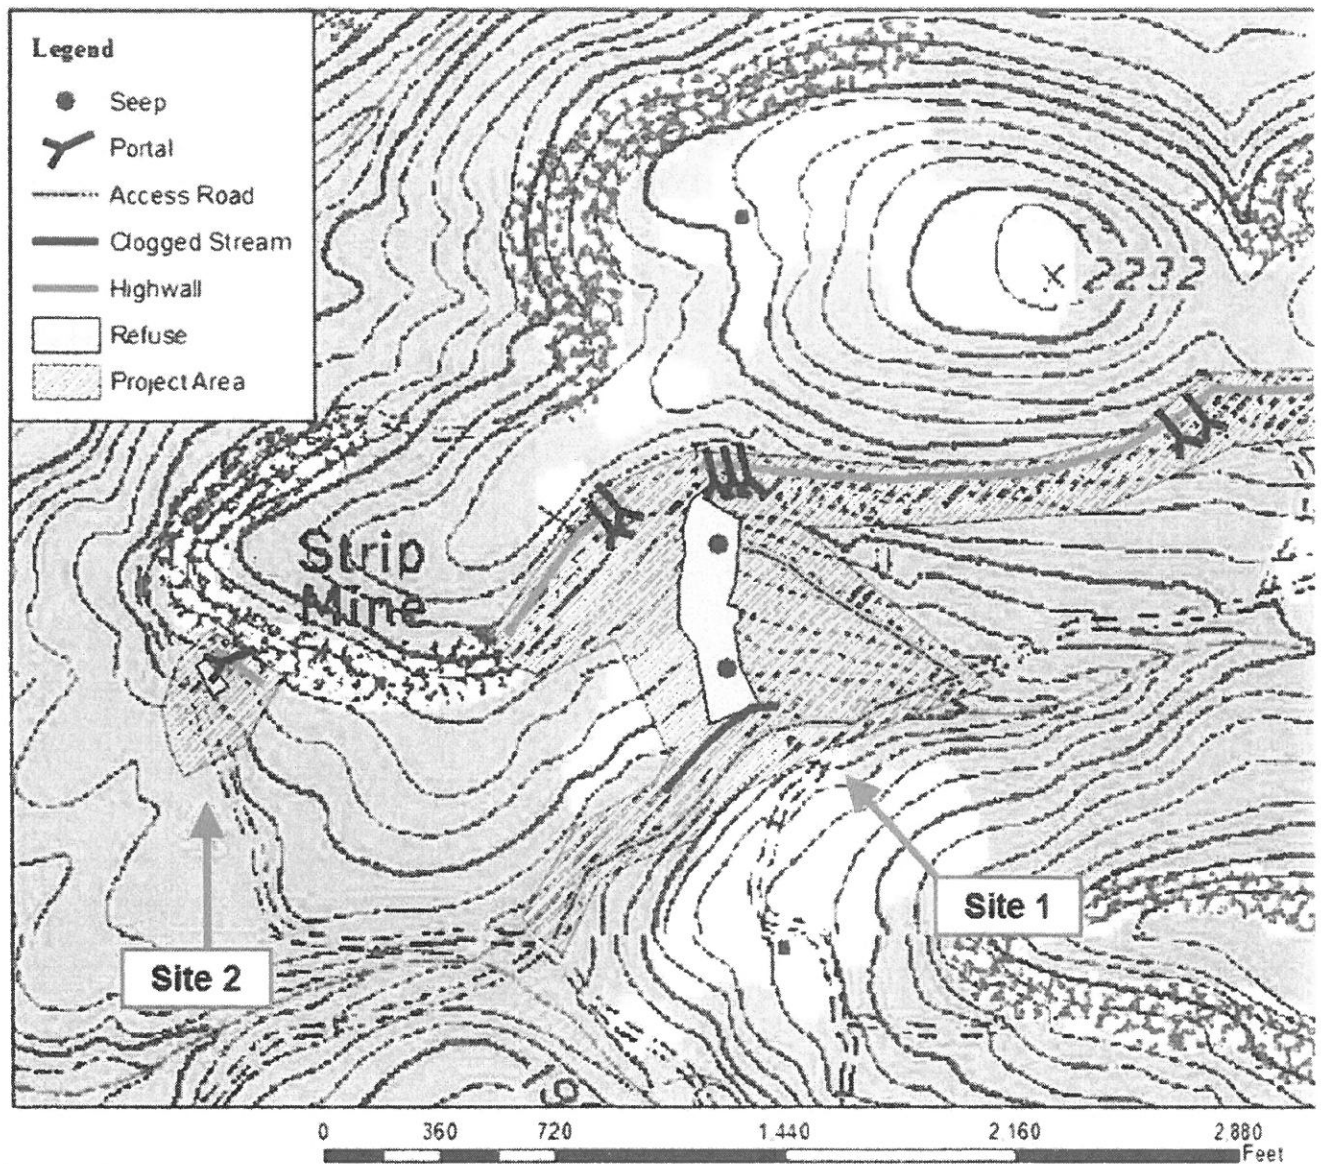 Legend
Seep
Portal
Access Road
Clogged Stream
Highwall
Refuse
Project Area
2232
Strip
Mine
Site 1
Site 2
0 360 720 1,440 2,160 2,880
Feet